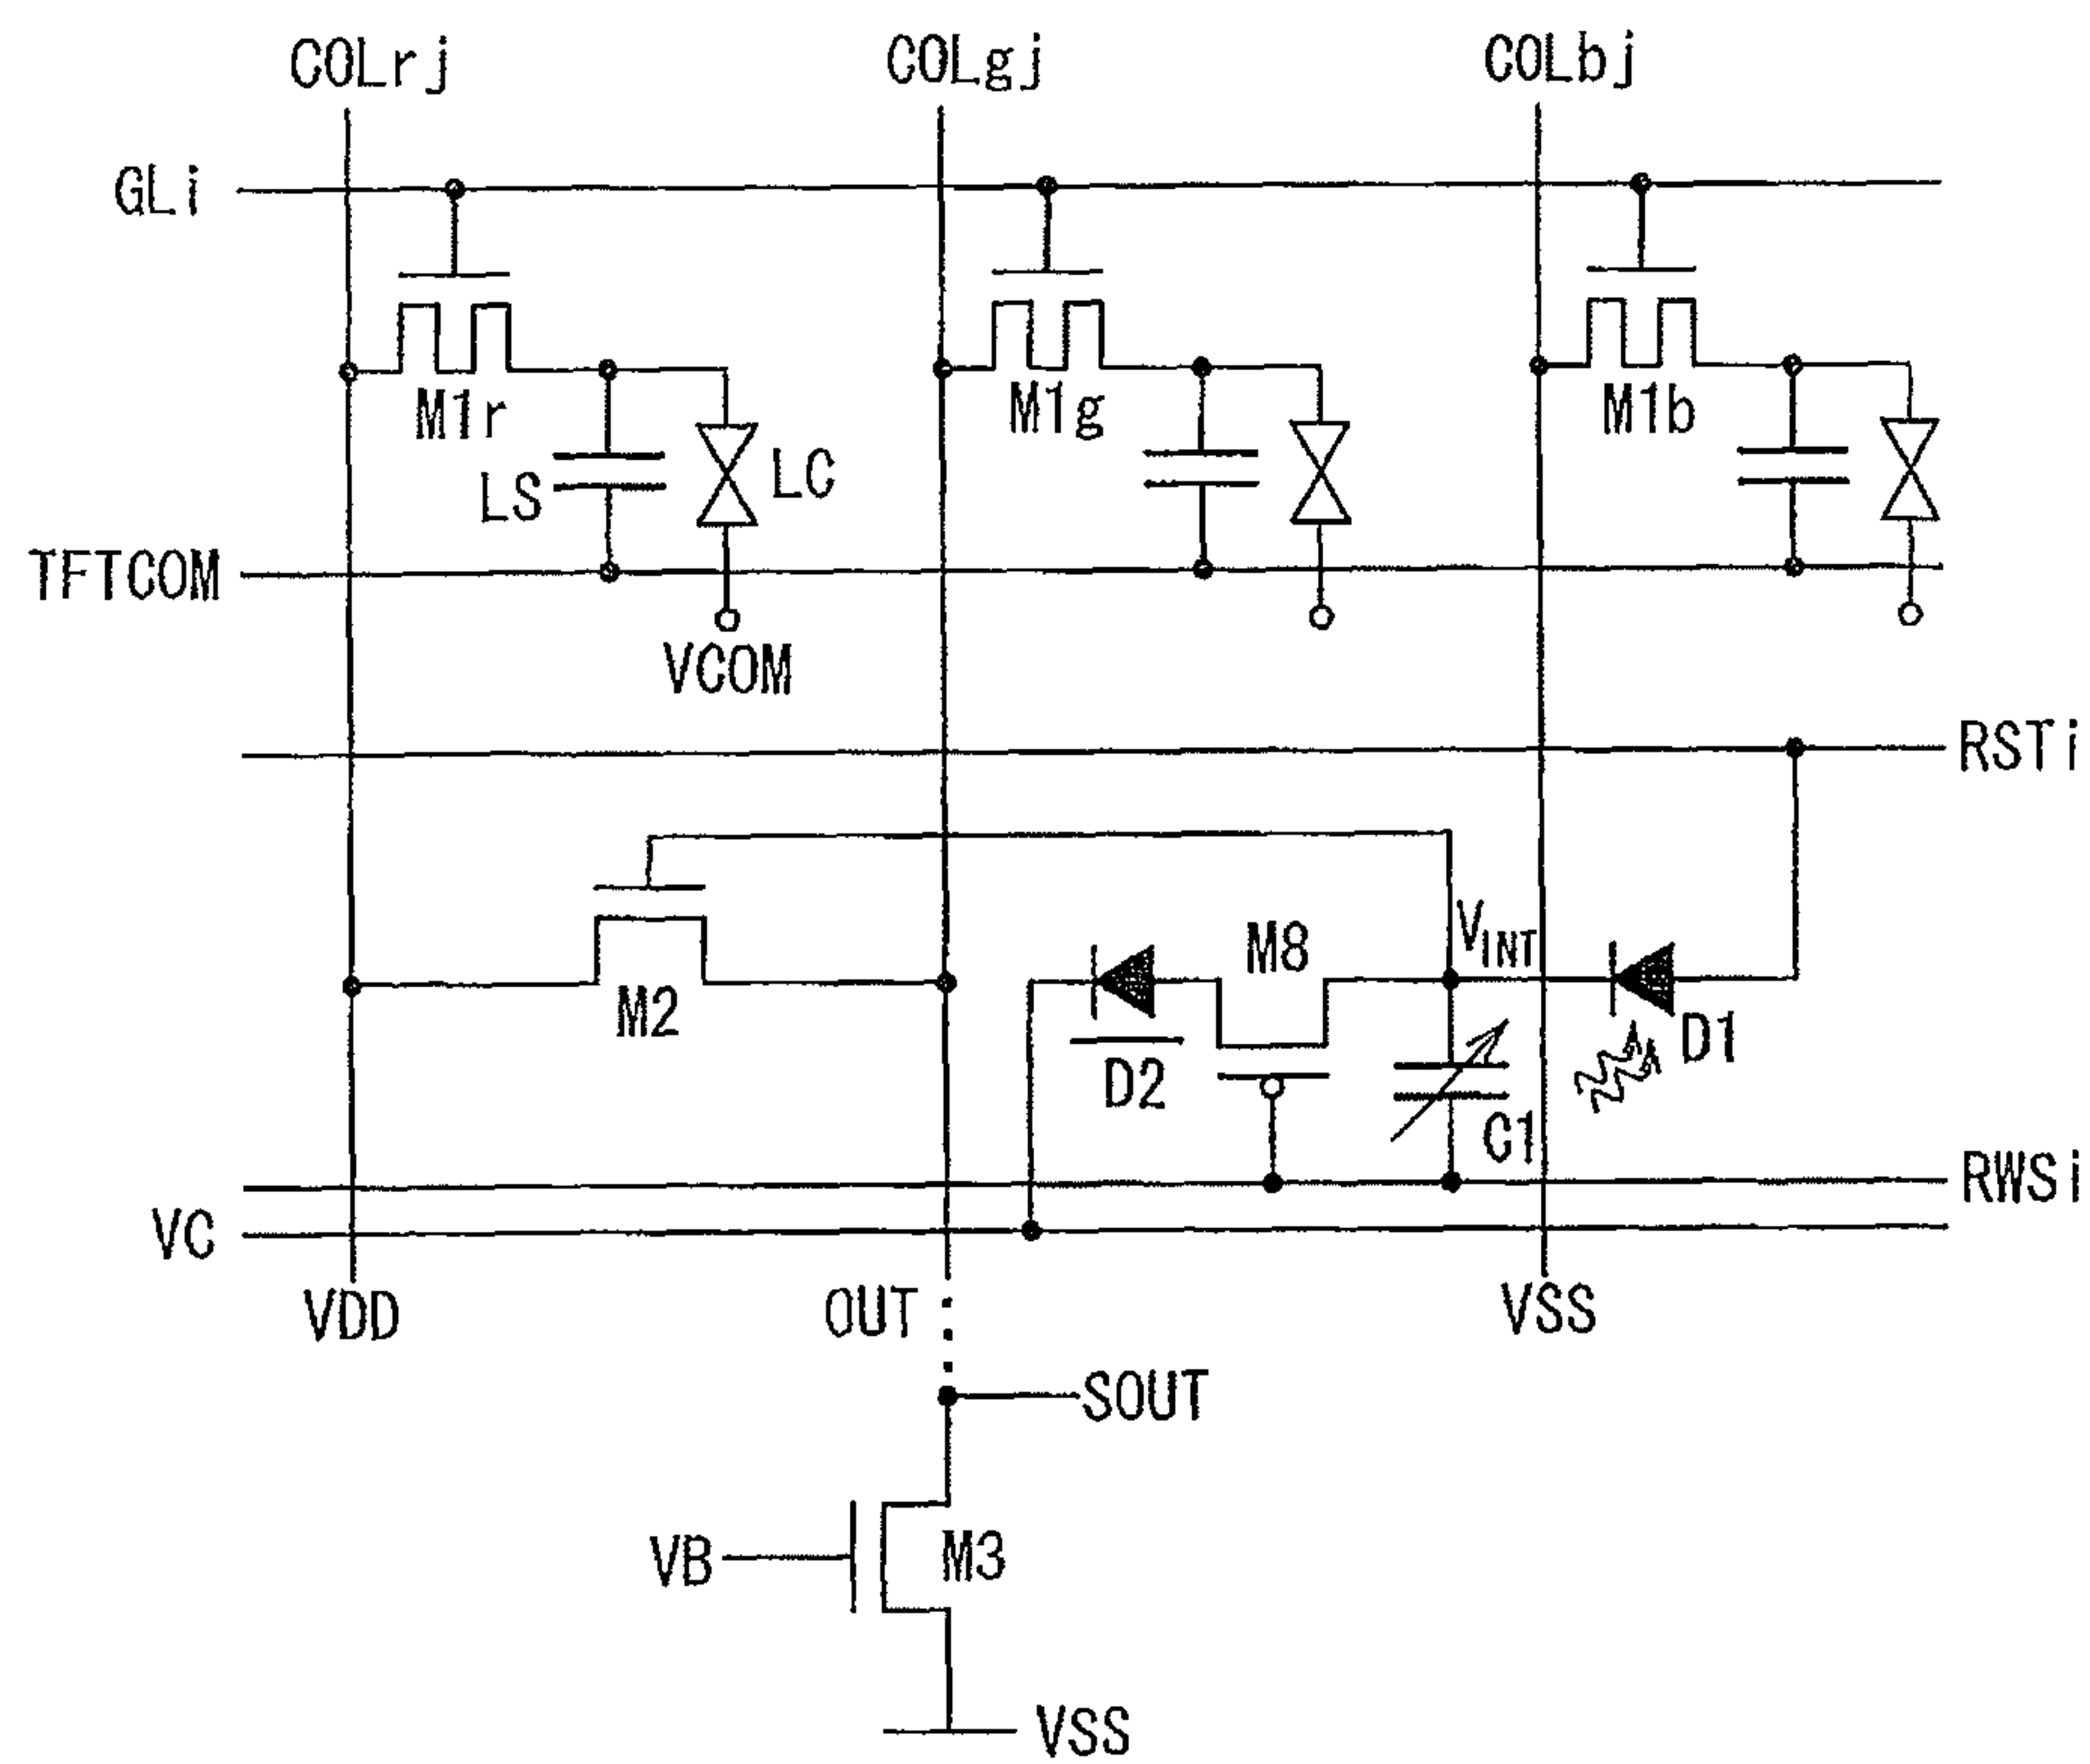 COLrj COLgj COLbj
GLi
M1r M1g M1b
LS LC
TFTCOM
VCOM
RSTi
M2 M8 VINT D1
D2 C1
RWSi
VC
VDD OUT VSS
SOUT
VB M3
VSS